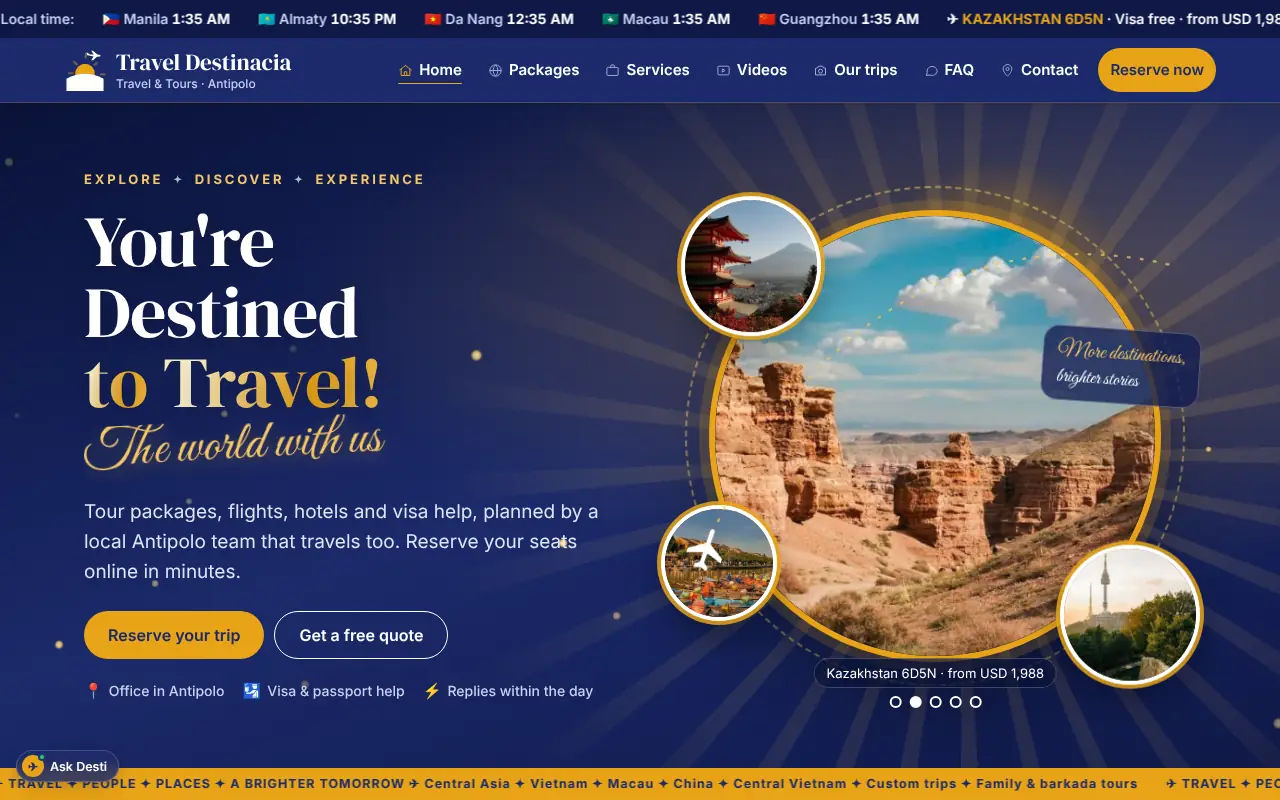 Local time: Manila 1:35 AM Almaty 10:35 PM Da Nang 12:35 AM Macau 1:35 AM Guangzhou 1:35 AM ✈ KAZAKHSTAN 6D5N · Visa free · from USD 1,98
Travel Destinacia
Travel & Tours · Antipolo
Home Packages Services Videos Our trips FAQ Contact Reserve now
EXPLORE ✦ DISCOVER ✦ EXPERIENCE
You're
Destined
to Travel!
The world with us
More destinations,
brighter stories
Tour packages, flights, hotels and visa help, planned by a
local Antipolo team that travels too. Reserve your seats
online in minutes.
Reserve your trip Get a free quote
Kazakhstan 6D5N · from USD 1,988
Office in Antipolo Visa & passport help Replies within the day
Ask Desti
TRAVEL ✦ PEOPLE ✦ PLACES ✦ A BRIGHTER TOMORROW ✈ Central Asia ✦ Vietnam ✦ Macau ✦ China ✦ Central Vietnam ✦ Custom trips ✦ Family & barkada tours ✈ TRAVEL ✦ PEO